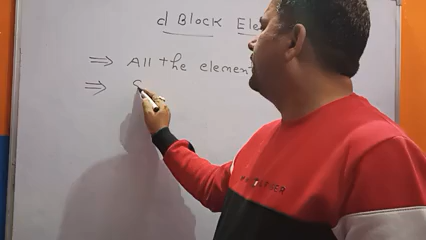 d Block Ele
⇒ All the element
⇒